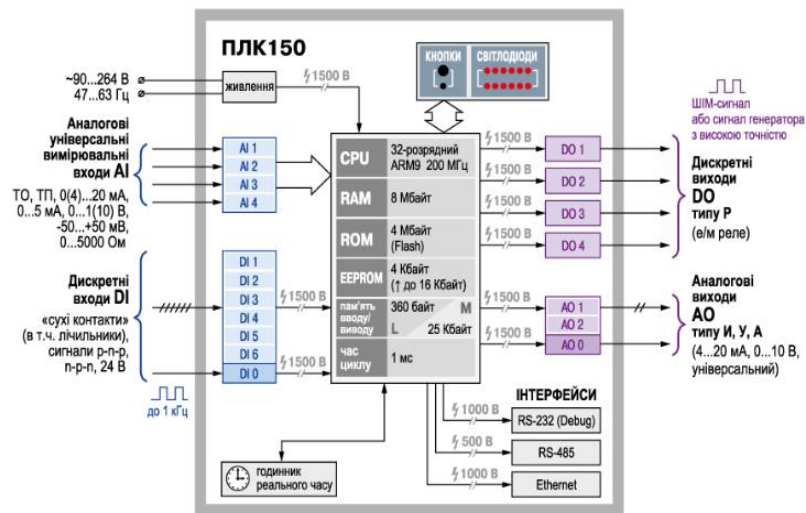 ПЛК150
КНОПКИ
СВІТЛОДІОДИ
~90...264 В
47...63 Гц
живлення
1500 В
Аналогові
універсальні
вимірювальні
входи AI
ТО, ТП, 0(4)...20 мА,
0...5 мА, 0...1(10) В,
-50...+50 мВ,
0...5000 Ом
AI 1
AI 2
AI 3
AI 4
Дискретні
входи DI
«сухі контакти»
(в т.ч. лічильники),
сигнали p-n-p,
n-p-n, 24 В
до 1 кГц
DI 1
DI 2
DI 3
DI 4
DI 5
DI 6
DI 0
1500 В
1500 В
CPU
32-розрядний
ARM9 200 МГц
RAM
8 Мбайт
ROM
4 Мбайт
(Flash)
EEPROM
4 Кбайт
(↑ до 16 Кбайт)
пам'ять
вводу/
виводу
360 байт
M
L
25 Кбайт
час
циклу
1 мс
годинник
реального часу
1500 В
1500 В
1500 В
1500 В
DO 1
DO 2
DO 3
DO 4
ШІМ-сигнал
або сигнал генератора
з високою точністю
Дискретні
виходи
DO
типу Р
(е/м реле)
1500 В
1500 В
AO 1
AO 2
AO 0
Аналогові
виходи
AO
типу И, У, А
(4...20 мА, 0...10 В,
універсальний)
ІНТЕРФЕЙСИ
1000 В
RS-232 (Debug)
500 В
RS-485
1000 В
Ethernet